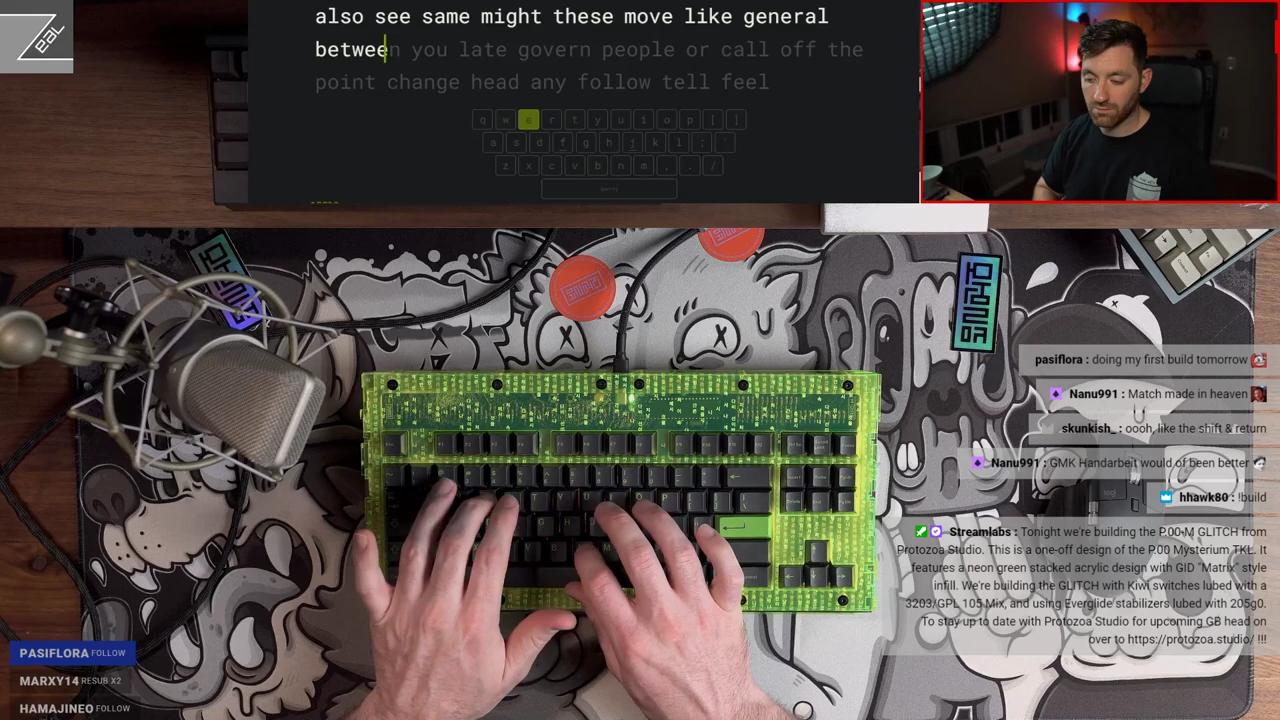 zeal
also see same might these move like general
between you late govern people or call off the
point change head any follow tell feel
q w e r t y u i o p [ ]
a s d f g h j k l ; '
z x c v b n m , . /
pasiflora : doing my first build tomorrow
Nanu991 : Match made in heaven
skunkish_ : oooh, like the shift & return
Nanu991 : GMK Handarbeit would of been better
hhawk80 : !build
Streamlabs : Tonight we're building the P.00-M GLITCH from
Protozoa Studio. This is a one-off design of the P.00 Mysterium TKL. It
features a neon green stacked acrylic design with GID "Matrix" style
infill. We're building the GLITCH with Kiwi switches lubed with a
3203/GPL 105 Mix, and using Everglide stabilizers lubed with 205g0.
To stay up to date with Protozoa Studio for upcoming GB head on
over to https://protozoa.studio/ !!!
PASIFLORA FOLLOW
MARXY14 RESUB X2
HAMAJINEO FOLLOW